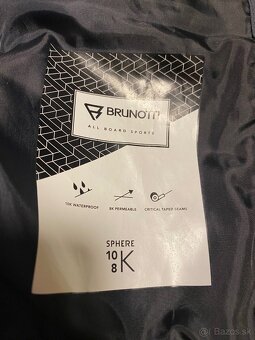 BRUNOTTI
ALL BOARD SPORTS
10K WATERPROOF
8K PERMEABLE
CRITICAL TAPED SEAMS
SPHERE
10
8 K
Bazos.sk